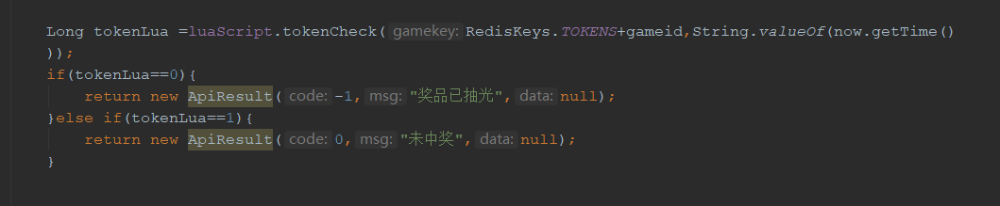 Long tokenLua =luaScript.tokenCheck( gamekey: RedisKeys.TOKENS+gameid,String.valueOf(now.getTime()
));
if(tokenLua==0){
    return new ApiResult( code: -1, msg: "奖品已抽光", data: null);
}else if(tokenLua==1){
    return new ApiResult( code: 0, msg: "未中奖", data: null);
}